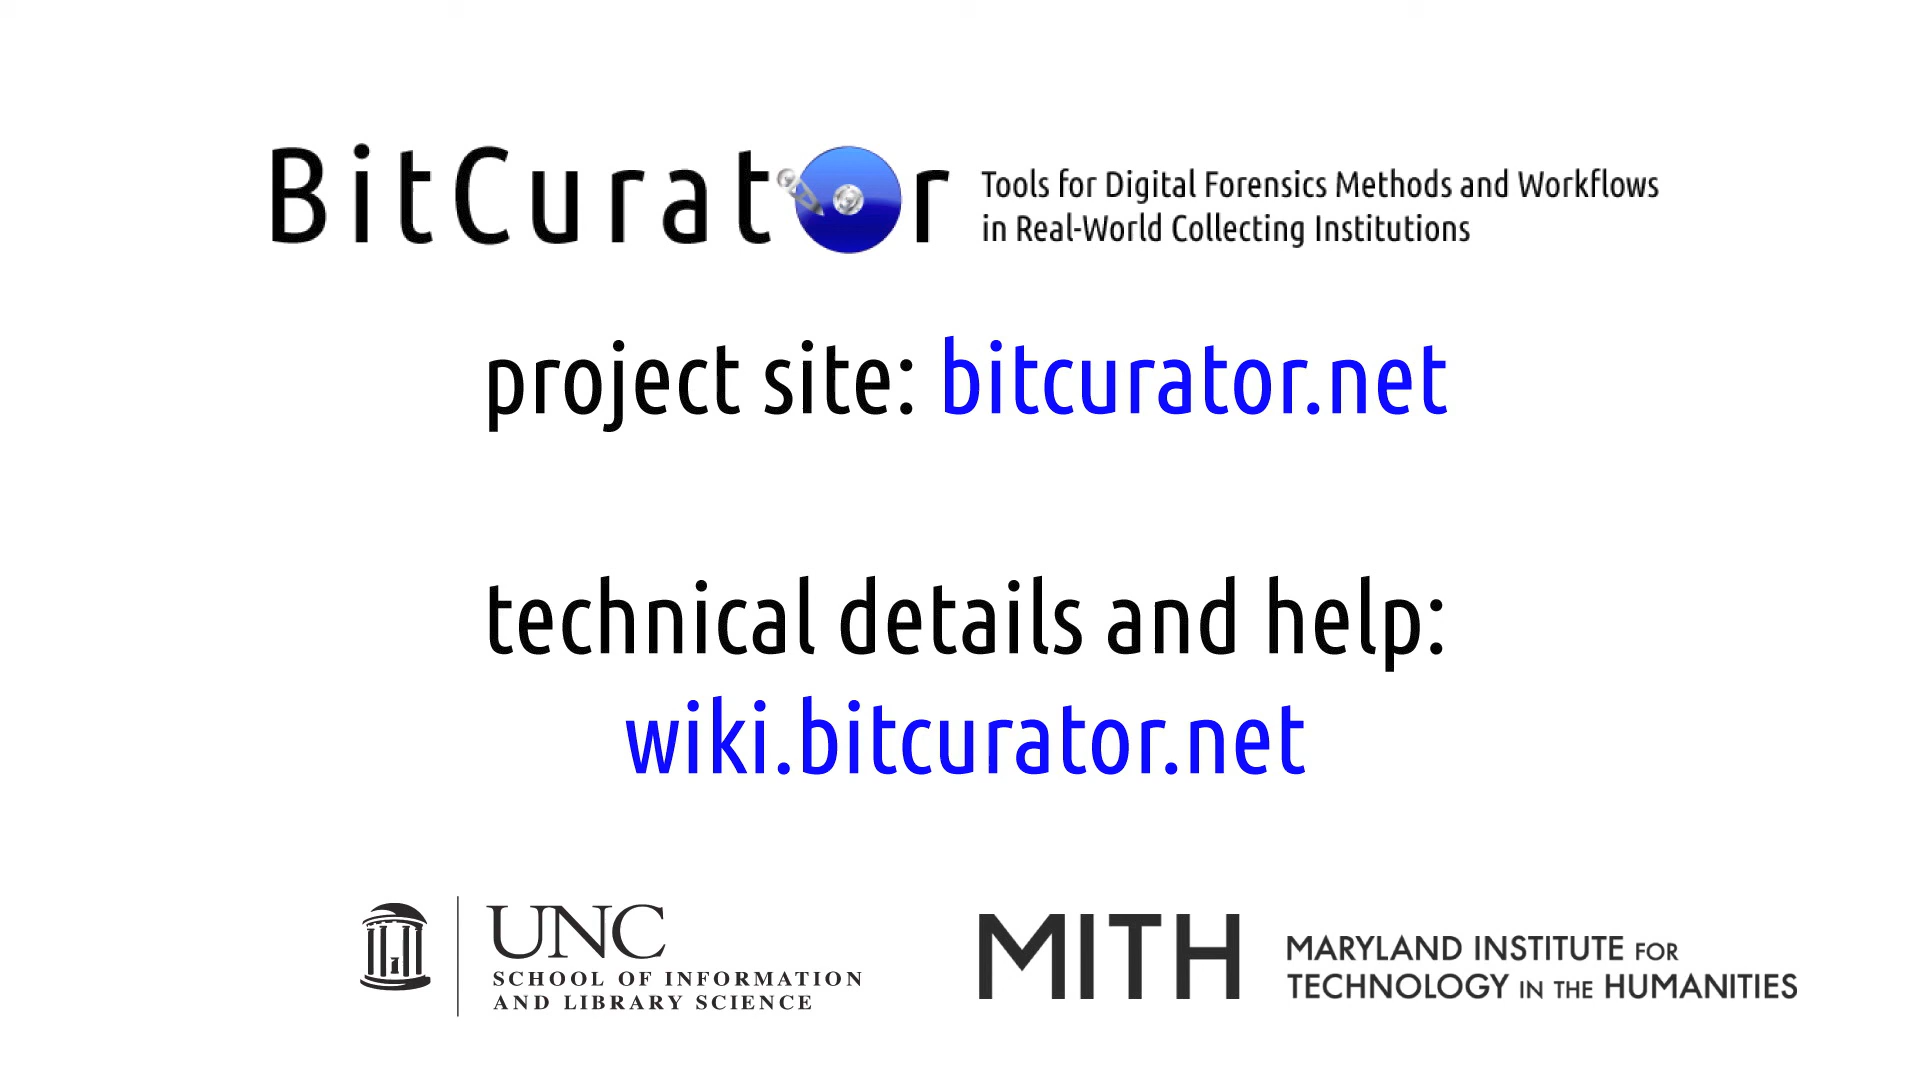 BitCurator
Tools for Digital Forensics Methods and Workflows
in Real-World Collecting Institutions
project site: bitcurator.net
technical details and help:
wiki.bitcurator.net
UNC
SCHOOL OF INFORMATION
AND LIBRARY SCIENCE
MITH
MARYLAND INSTITUTE FOR
TECHNOLOGY IN THE HUMANITIES